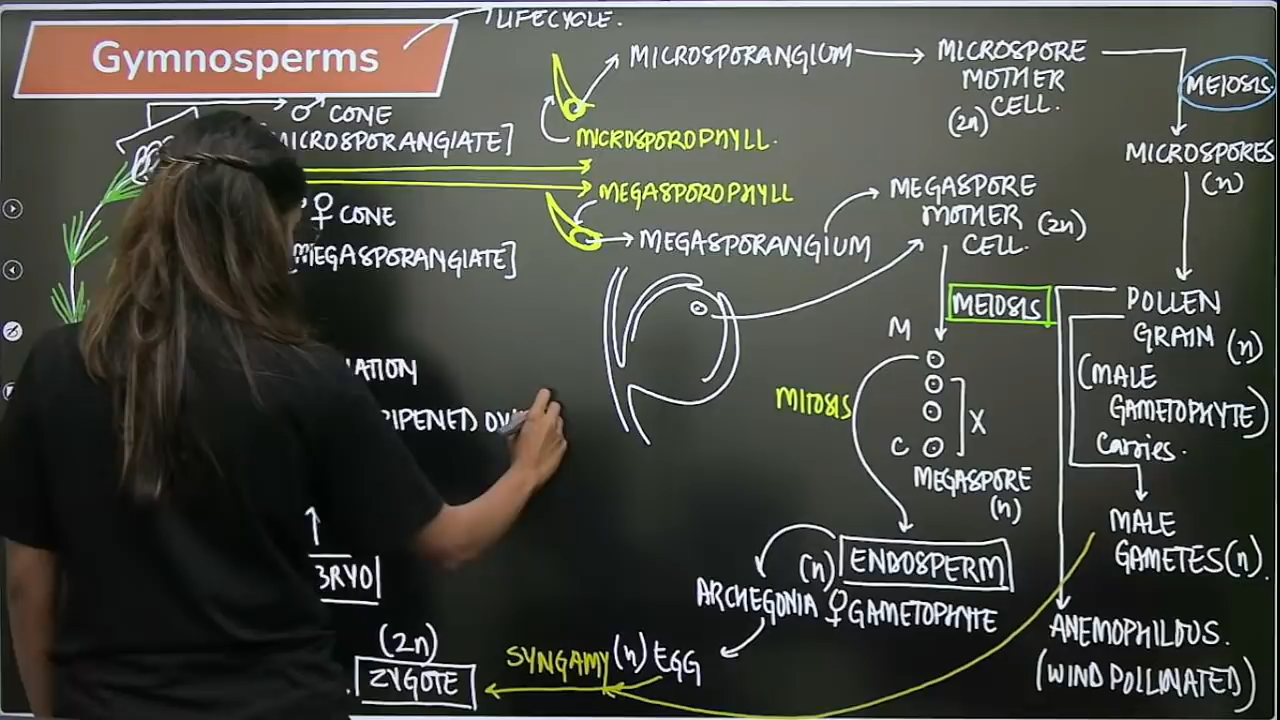 LIFECYCLE.
Gymnosperms
♂ CONE
MICROSPORANGIATE]
MICROSPOROPHYLL.
MICROSPORANGIUM
MICROSPORE
MOTHER
CELL.
(2n)
MEIOSIS
MICROSPORES
(n)
♀ CONE
[MEGASPORANGIATE]
MEGASPOROPHYLL
MEGASPORANGIUM
MEGASPORE
MOTHER
CELL.
(2n)
MEIOSIS
POLLEN
GRAIN (n)
(MALE
GAMETOPHYTE)
Carries.
M
C
X
MITOSIS
MEGASPORE
(n)
MALE
GAMETES(n).
ENDOSPERM
(n)
ARCHEGONIA
♀GAMETOPHYTE
ANEMOPHILOUS.
(WIND POLLINATED)
SYNGAMY
(n) EGG
(2n)
ZYGOTE